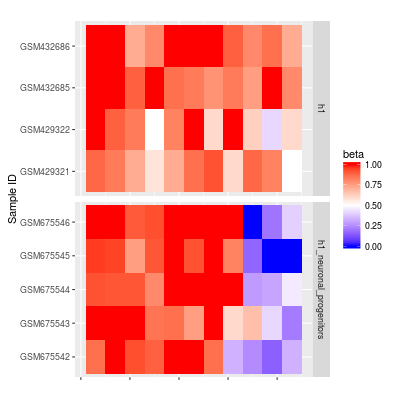 GSM432686
GSM432685
GSM429322
GSM429321
h1
GSM675546
GSM675545
GSM675544
GSM675543
GSM675542
h1_neuronal_progenitors
Sample ID
beta
1.00
0.75
0.50
0.25
0.00